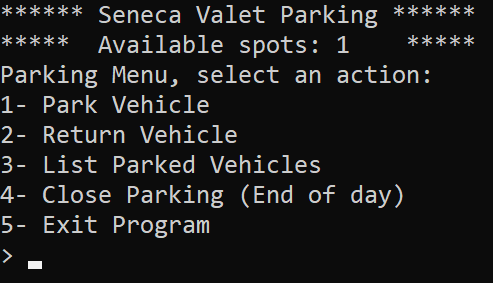 ****** Seneca Valet Parking ******
*****  Available spots: 1    *****
Parking Menu, select an action:
1- Park Vehicle
2- Return Vehicle
3- List Parked Vehicles
4- Close Parking (End of day)
5- Exit Program
> _